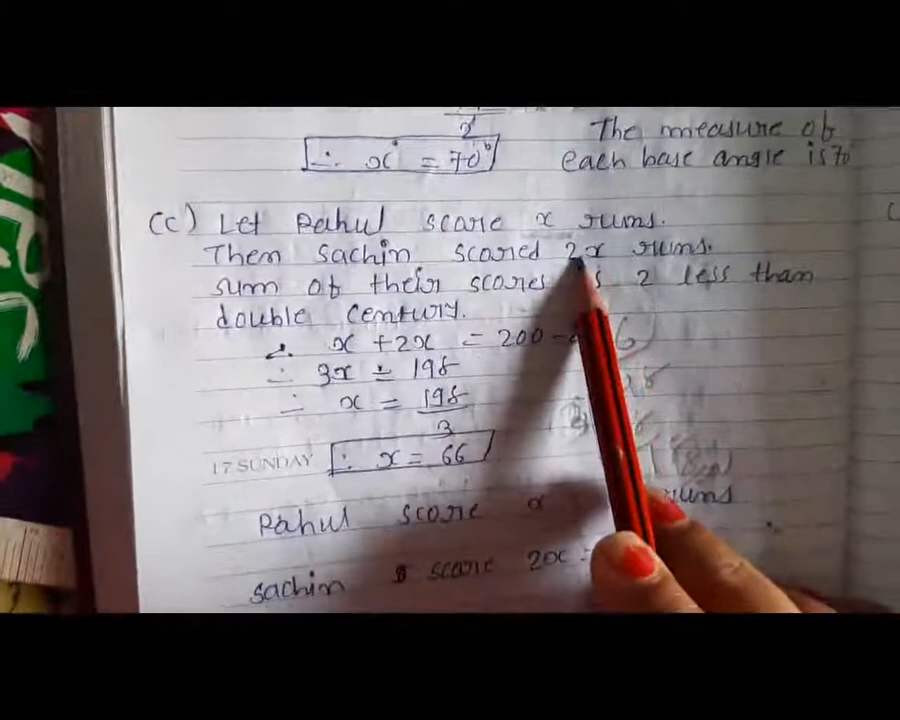 2
∴ x° = 70° The measure of
each base angle is 70
(c) Let Rahul score x runs.
Then sachin scored 2x runs.
sum of their scores 2 less than
double century.
∴ x + 2x = 200 -
∴ 3x = 198
∴ x = 198
3
17 SUNDAY ∴ x = 66
Rahul score x runs
sachin score 2x =